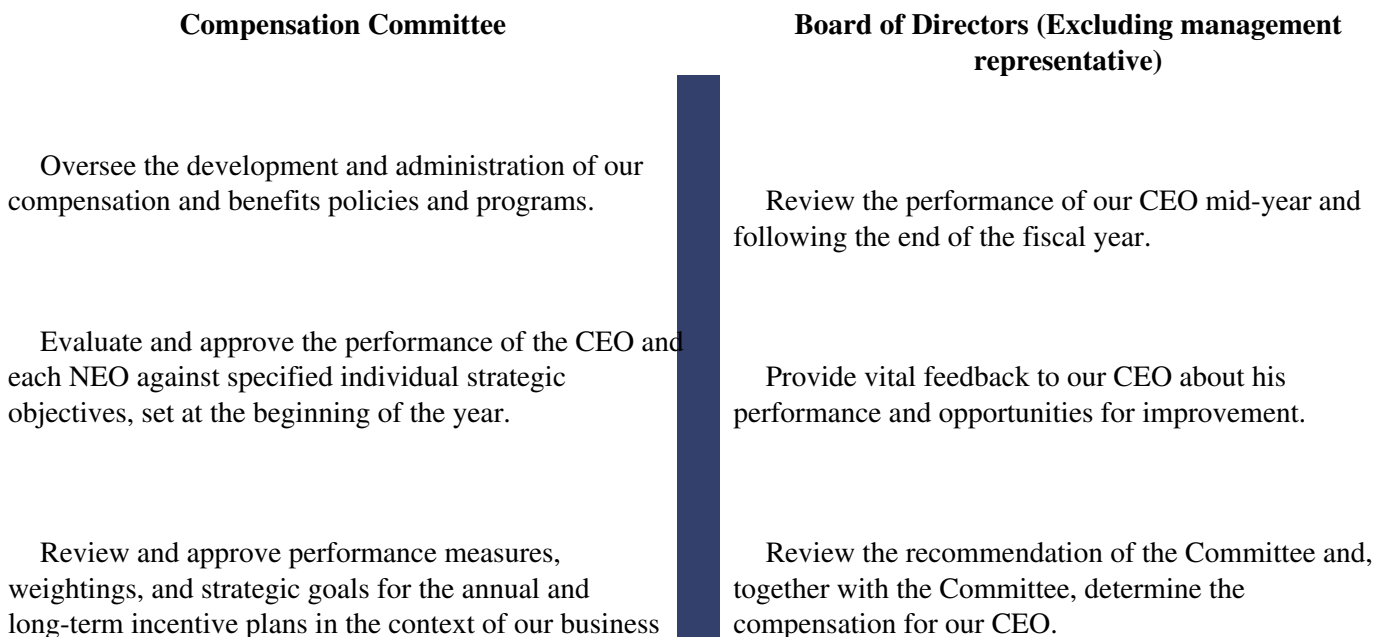 Compensation Committee
Oversee the development and administration of our
compensation and benefits policies and programs.
Evaluate and approve the performance of the CEO and
each NEO against specified individual strategic
objectives, set at the beginning of the year.
Review and approve performance measures,
weightings, and strategic goals for the annual and
long-term incentive plans in the context of our business
Board of Directors (Excluding management
representative)
Review the performance of our CEO mid-year and
following the end of the fiscal year.
Provide vital feedback to our CEO about his
performance and opportunities for improvement.
Review the recommendation of the Committee and,
together with the Committee, determine the
compensation for our CEO.